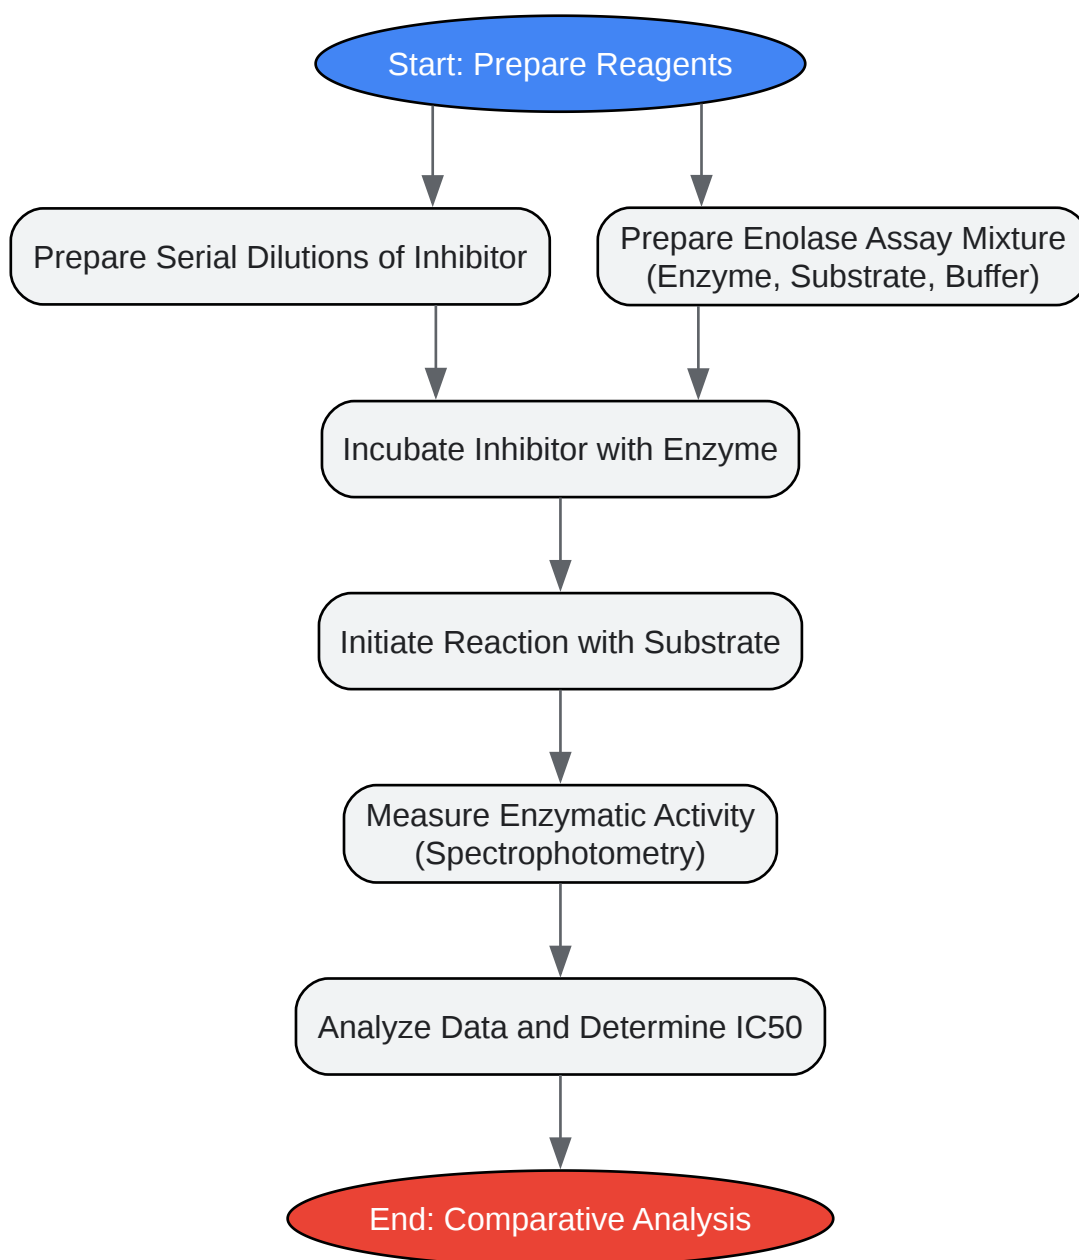 Start: Prepare Reagents
Prepare Serial Dilutions of Inhibitor
Prepare Enolase Assay Mixture
(Enzyme, Substrate, Buffer)
Incubate Inhibitor with Enzyme
Initiate Reaction with Substrate
Measure Enzymatic Activity
(Spectrophotometry)
Analyze Data and Determine IC50
End: Comparative Analysis